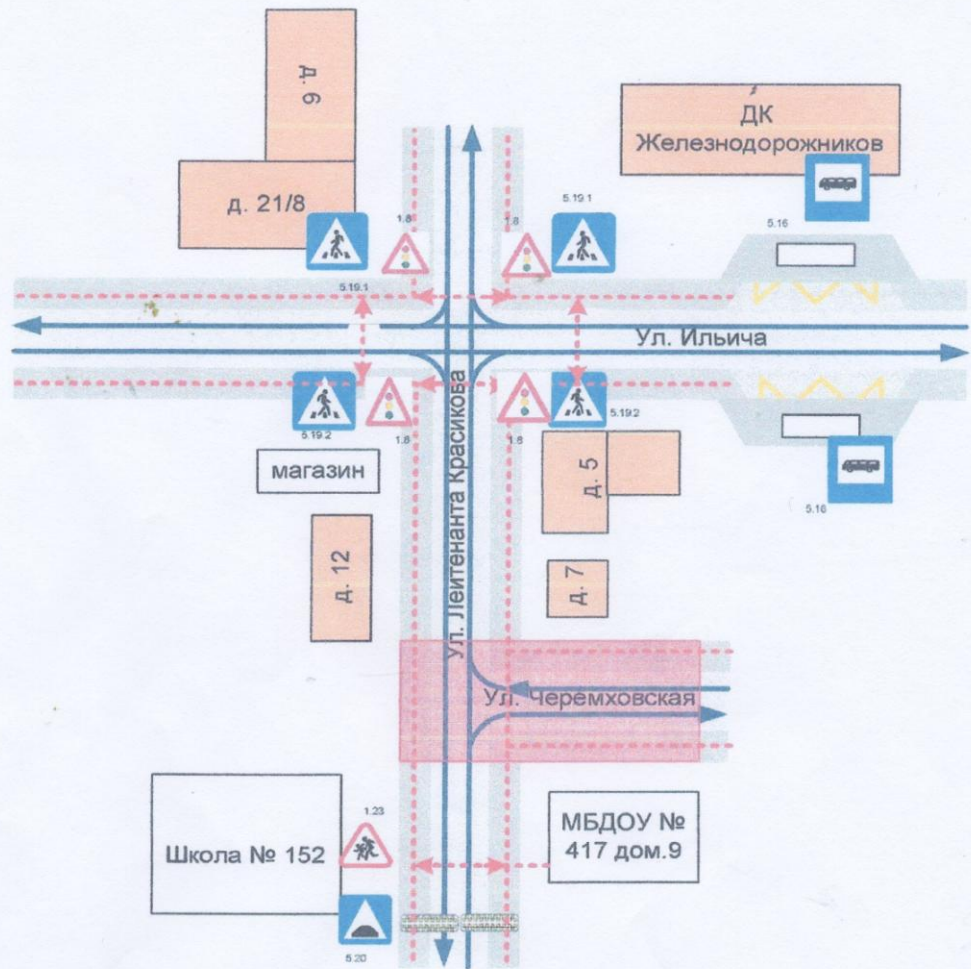 д. 6
ДК
Железнодорожников
д. 21/8
5.19.1
1.8
1.8
5.19.1
5.16
Ул. Ильича
5.19.2
1.8
1.8
5.19.2
магазин
Ул. Лейтенанта Красикова
д. 5
5.16
д. 12
д. 7
Ул. Черемховская
1.23
Школа № 152
МБДОУ №
417 дом.9
5.20